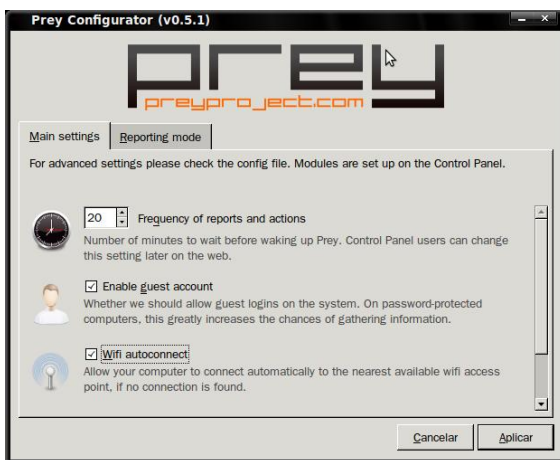 Prey Configurator (v0.5.1)
prey
preyproject.com
Main settings
Reporting mode
For advanced settings please check the config file. Modules are set up on the Control Panel.
20 Frequency of reports and actions
Number of minutes to wait before waking up Prey. Control Panel users can change
this setting later on the web.
Enable guest account
Whether we should allow guest logins on the system. On password-protected
computers, this greatly increases the chances of gathering information.
Wifi autoconnect
Allow your computer to connect automatically to the nearest available wifi access
point, if no connection is found.
Cancelar
Aplicar